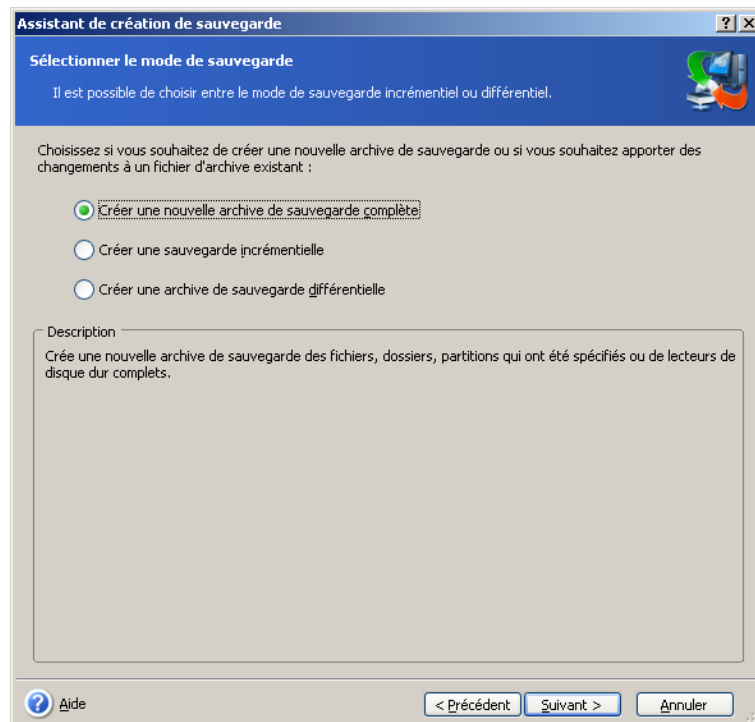 Assistant de création de sauvegarde
Sélectionner le mode de sauvegarde
Il est possible de choisir entre le mode de sauvegarde incrémentiel ou différentiel.
Choisissez si vous souhaitez de créer une nouvelle archive de sauvegarde ou si vous souhaitez apporter des
changements à un fichier d'archive existant :
Créer une nouvelle archive de sauvegarde complète
Créer une sauvegarde incrémentielle
Créer une archive de sauvegarde différentielle
Description
Crée une nouvelle archive de sauvegarde des fichiers, dossiers, partitions qui ont été spécifiés ou de lecteurs de
disque dur complets.
Aide
< Précédent
Suivant >
Annuler